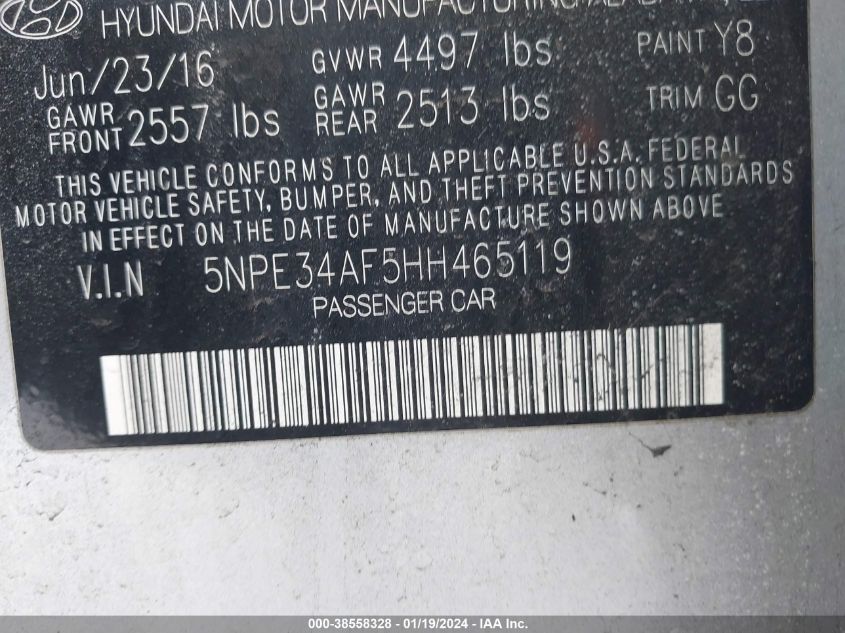 HYUNDAI MOTOR MANUFACTURING
Jun/23/16 GVWR 4497 lbs PAINT Y8
GAWR FRONT 2557 lbs GAWR REAR 2513 lbs TRIM GG
THIS VEHICLE CONFORMS TO ALL APPLICABLE U.S.A. FEDERAL
MOTOR VEHICLE SAFETY, BUMPER, AND THEFT PREVENTION STANDARDS
IN EFFECT ON THE DATE OF MANUFACTURE SHOWN ABOVE
V.I.N 5NPE34AF5HH465119
PASSENGER CAR
000-38558328 - 01/19/2024 - IAA Inc.